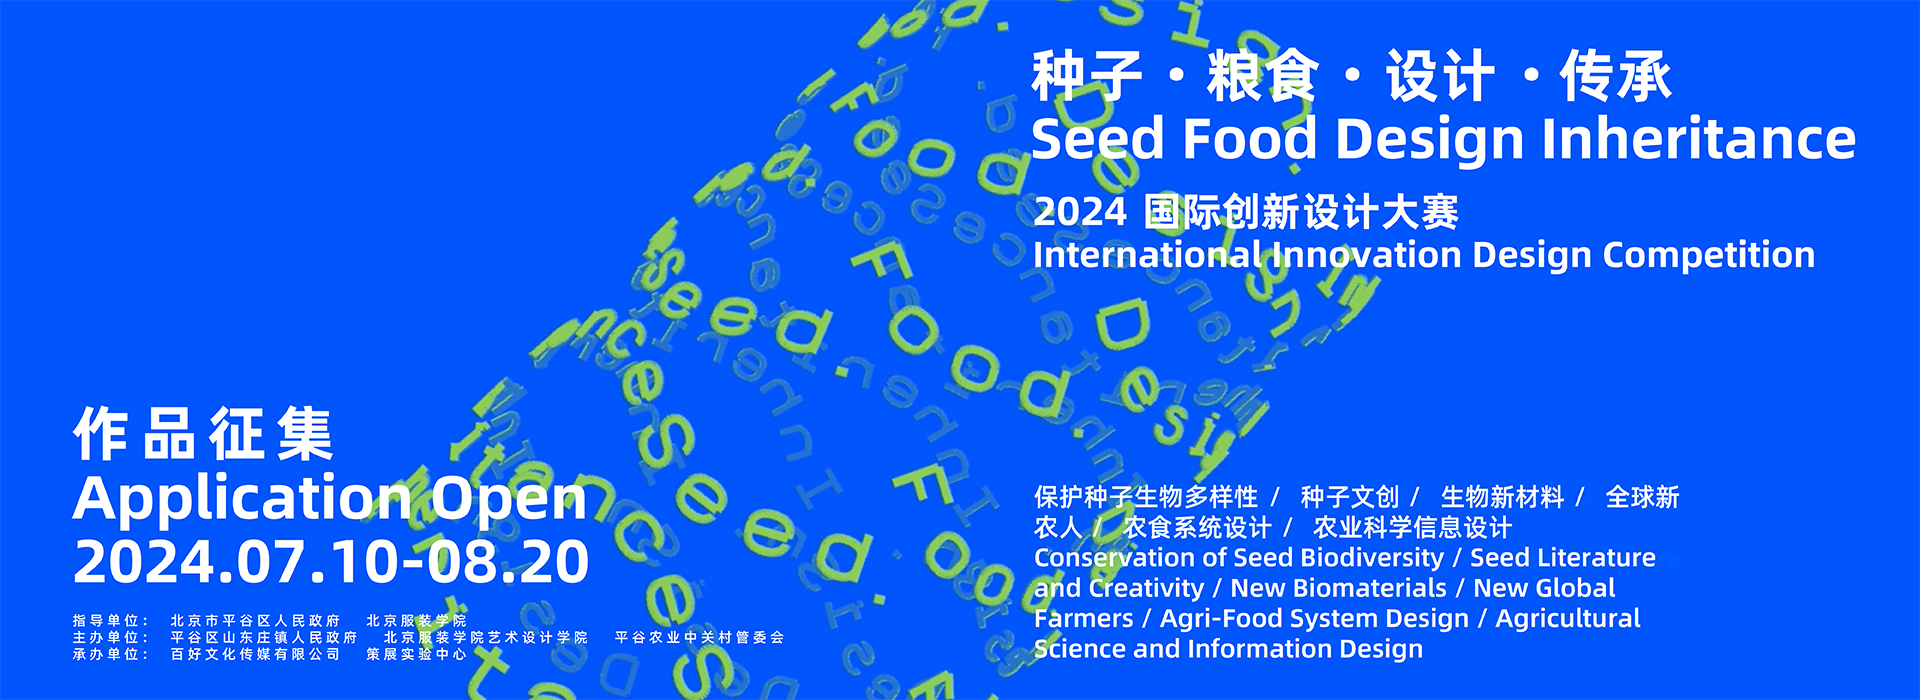 种子・粮食・设计・传承
Seed Food Design Inheritance
2024 国际创新设计大赛
International Innovation Design Competition
作品征集
Application Open
2024.07.10-08.20
指导单位： 北京市平谷区人民政府 北京服装学院
主办单位： 平谷区山东庄镇人民政府 北京服装学院艺术设计学院 平谷农业中关村管委会
承办单位： 百好文化传媒有限公司 策展实验中心
保护种子生物多样性 / 种子文创 / 生物新材料 / 全球新
农人 / 农食系统设计 / 农业科学信息设计
Conservation of Seed Biodiversity / Seed Literature
and Creativity / New Biomaterials / New Global
Farmers / Agri-Food System Design / Agricultural
Science and Information Design
Food. Design
seed. Food. Desig
tanceSeed. Food.